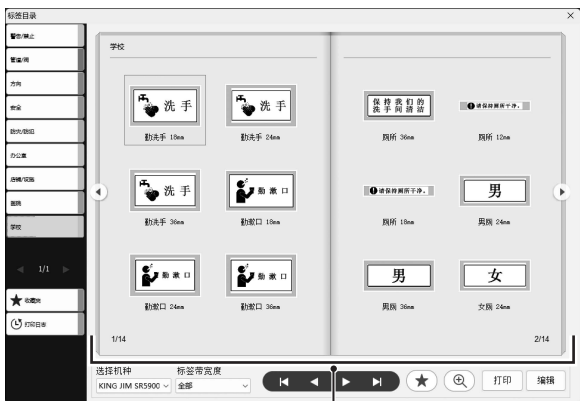 标签目录
警告/禁止
管道/阀
方向
安全
防灾/防犯
办公室
店铺/设施
医院
学校
1/1
收藏夹
打印日志
学校
洗手
洗手
勤洗手 18mm
勤洗手 24mm
洗手
勤漱口
勤洗手 36mm
勤漱口 18mm
勤漱口
勤漱口
勤漱口 24mm
勤漱口 36mm
1/14
保持我们的
洗手间清洁
请保持厕所干净。
厕所 36mm
厕所 12mm
请保持厕所干净。
男
厕所 18mm
男厕 24mm
男
女
男厕 36mm
女厕 24mm
2/14
选择机种
标签带宽度
KING JIM SR5900
全部
打印
编辑